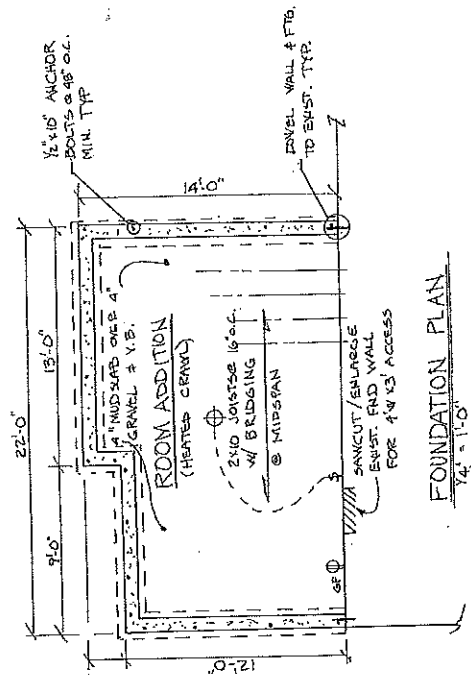 22'-0"
9'-0"
13'-0"
½"x10" ANCHOR
BOLTS @ 48" O.C.
MIN. TYP
14'-0"
12'-0"
4" MUDSLAB OVER 4"
GRAVEL & V.B.
ROOM ADDITION
(HEATED CRAWL)
2x10 JOISTS @ 16" O.C.
W/ BRIDGING
@ MIDSPAN
DOWEL WALL & FTG.
TO EXIST. TYP.
GF
S
SAWCUT/ENLARGE
EXIST. FND WALL
FOR 4'W x 3' ACCESS
FOUNDATION PLAN
¼" = 1'-0"